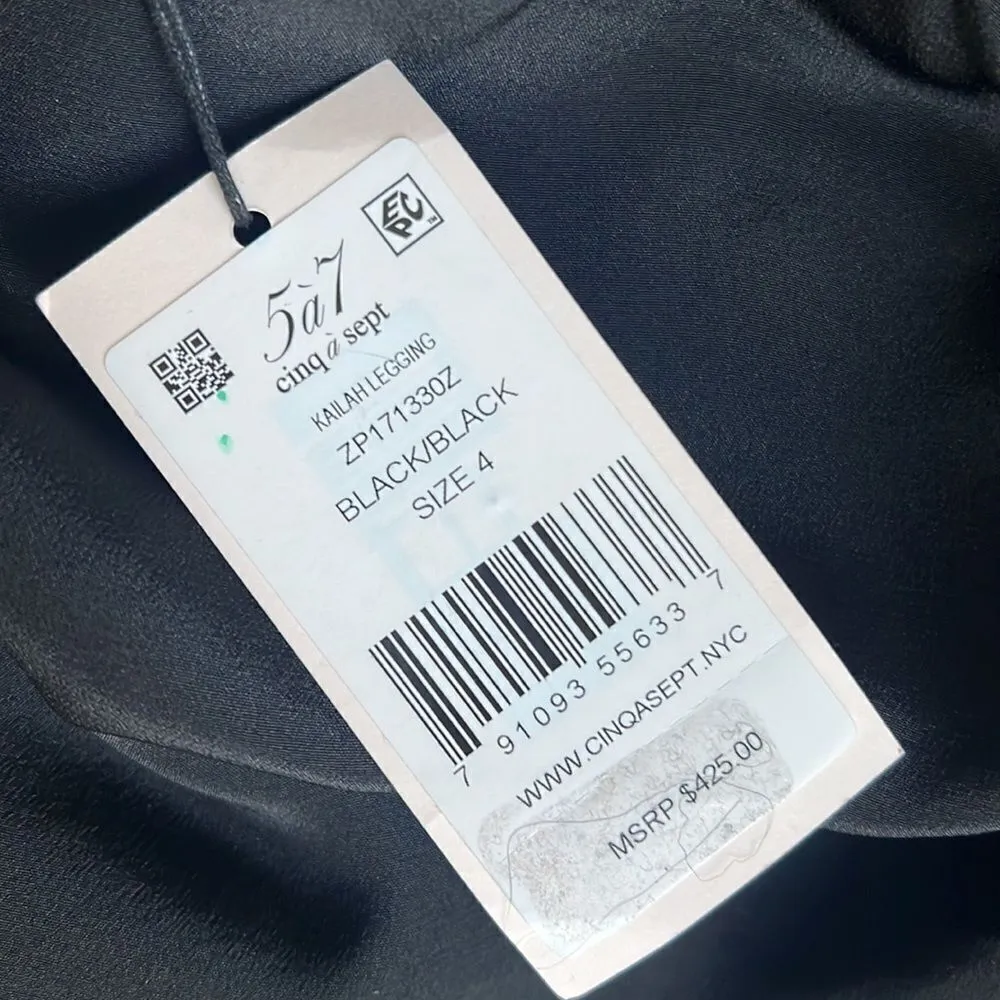 EPC™
5à7
cinq à sept
KAILAH LEGGING
ZP171330Z
BLACK/BLACK
SIZE 4
7 91093 55633 7
WWW.CINQASEPT.NYC
MSRP $425.00